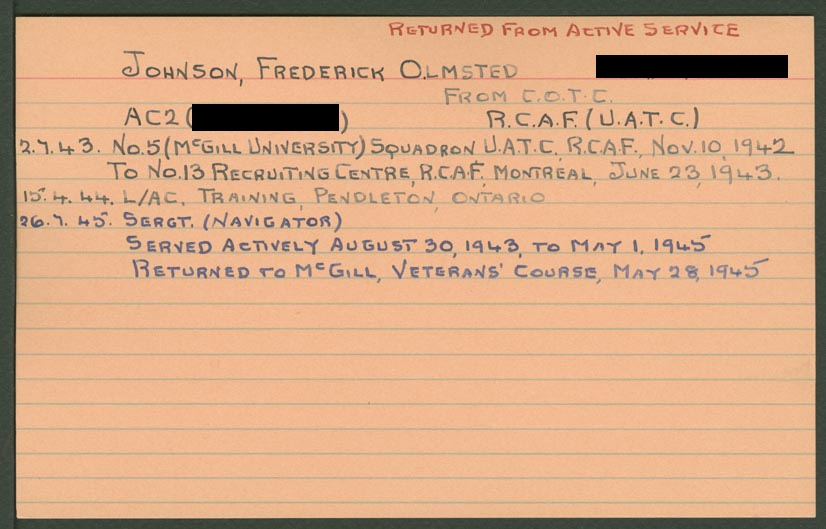 RETURNED FROM ACTIVE SERVICE
JOHNSON, FREDERICK OLMSTED
FROM C.O.T.C.
AC2 ( ) R.C.A.F. (U.A.T.C.)
2.7.43. NO.5 (MCGILL UNIVERSITY) SQUADRON U.A.T.C., R.C.A.F., NOV. 10, 1942
TO NO.13 RECRUITING CENTRE, R.C.A.F. MONTREAL, JUNE 23, 1943.
15.4.44. L/AC, TRAINING, PENDLETON, ONTARIO
26.7.45. SERGT. (NAVIGATOR)
SERVED ACTIVELY AUGUST 30, 1943, TO MAY 1, 1945
RETURNED TO MCGILL, VETERANS' COURSE, MAY 28, 1945